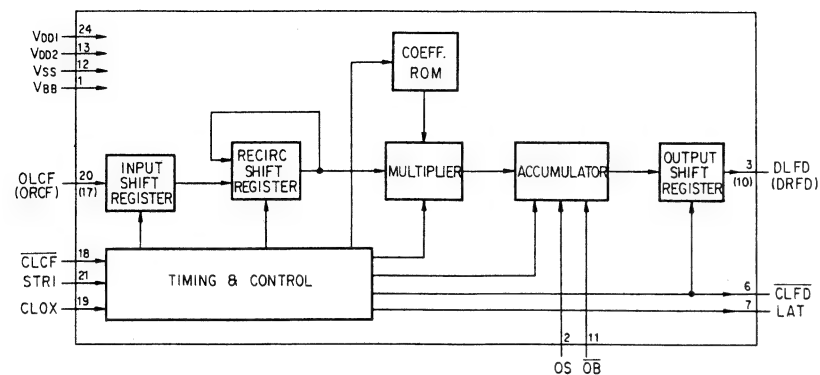 24
VDD1
13
VDD2
12
VSS
1
VBB
COEFF.
ROM
OLCF
(ORCF)
20
(17)
INPUT
SHIFT
REGISTER
RECIRC
SHIFT
REGISTER
MULTIPLIER
ACCUMULATOR
OUTPUT
SHIFT
REGISTER
3
(10)
DLFD
(DRFD)
CLCF
18
STRI
21
CLOX
19
TIMING & CONTROL
6
CLFD
7
LAT
2
11
OS
OB